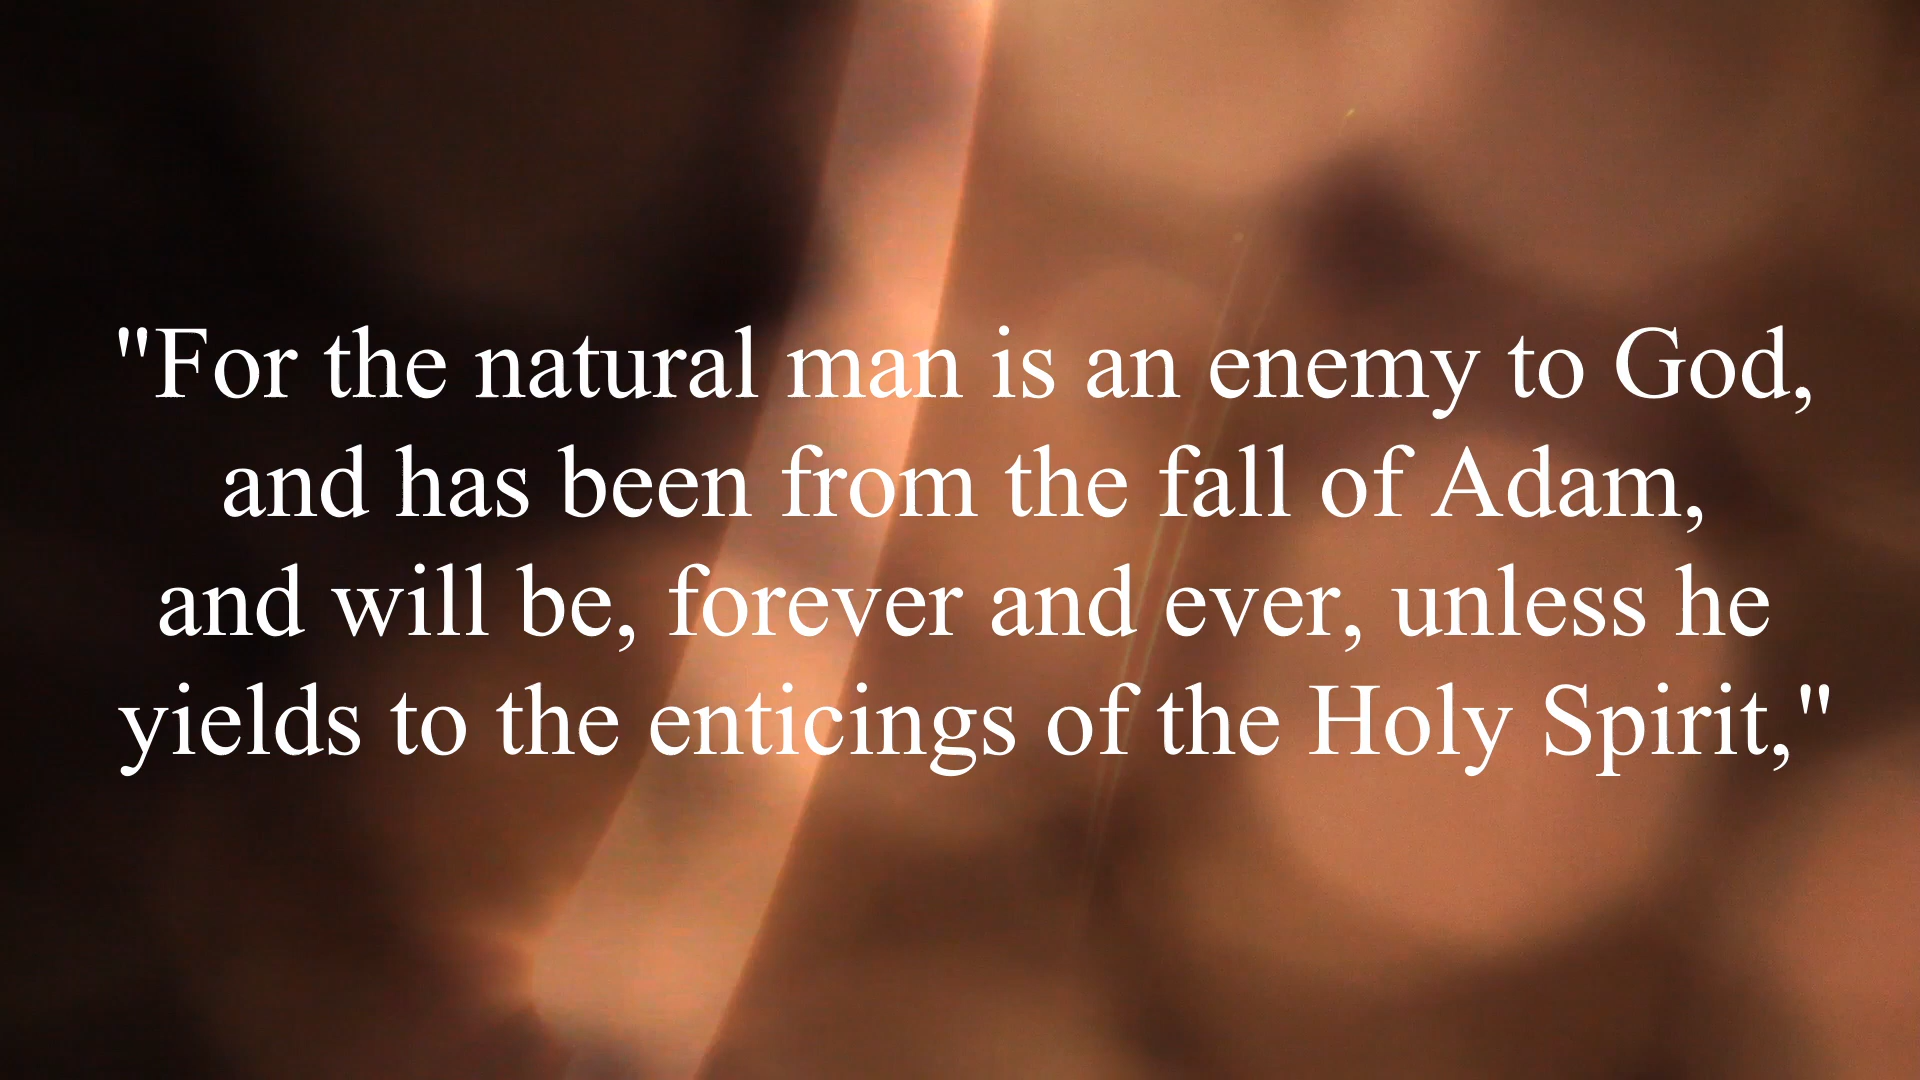 "For the natural man is an enemy to God,
and has been from the fall of Adam,
and will be, forever and ever, unless he
yields to the enticings of the Holy Spirit,"